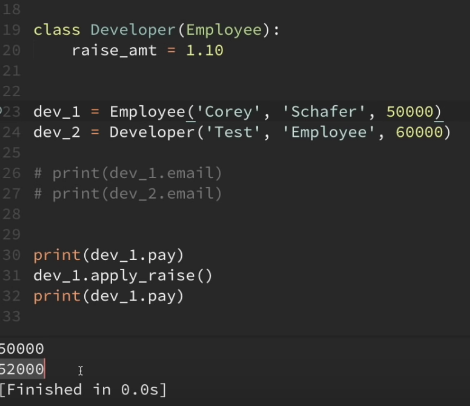 18
19 class Developer(Employee):
20     raise_amt = 1.10
21
22
23 dev_1 = Employee('Corey', 'Schafer', 50000)
24 dev_2 = Developer('Test', 'Employee', 60000)
25
26 # print(dev_1.email)
27 # print(dev_2.email)
28
29
30 print(dev_1.pay)
31 dev_1.apply_raise()
32 print(dev_1.pay)
33
50000
52000
[Finished in 0.0s]